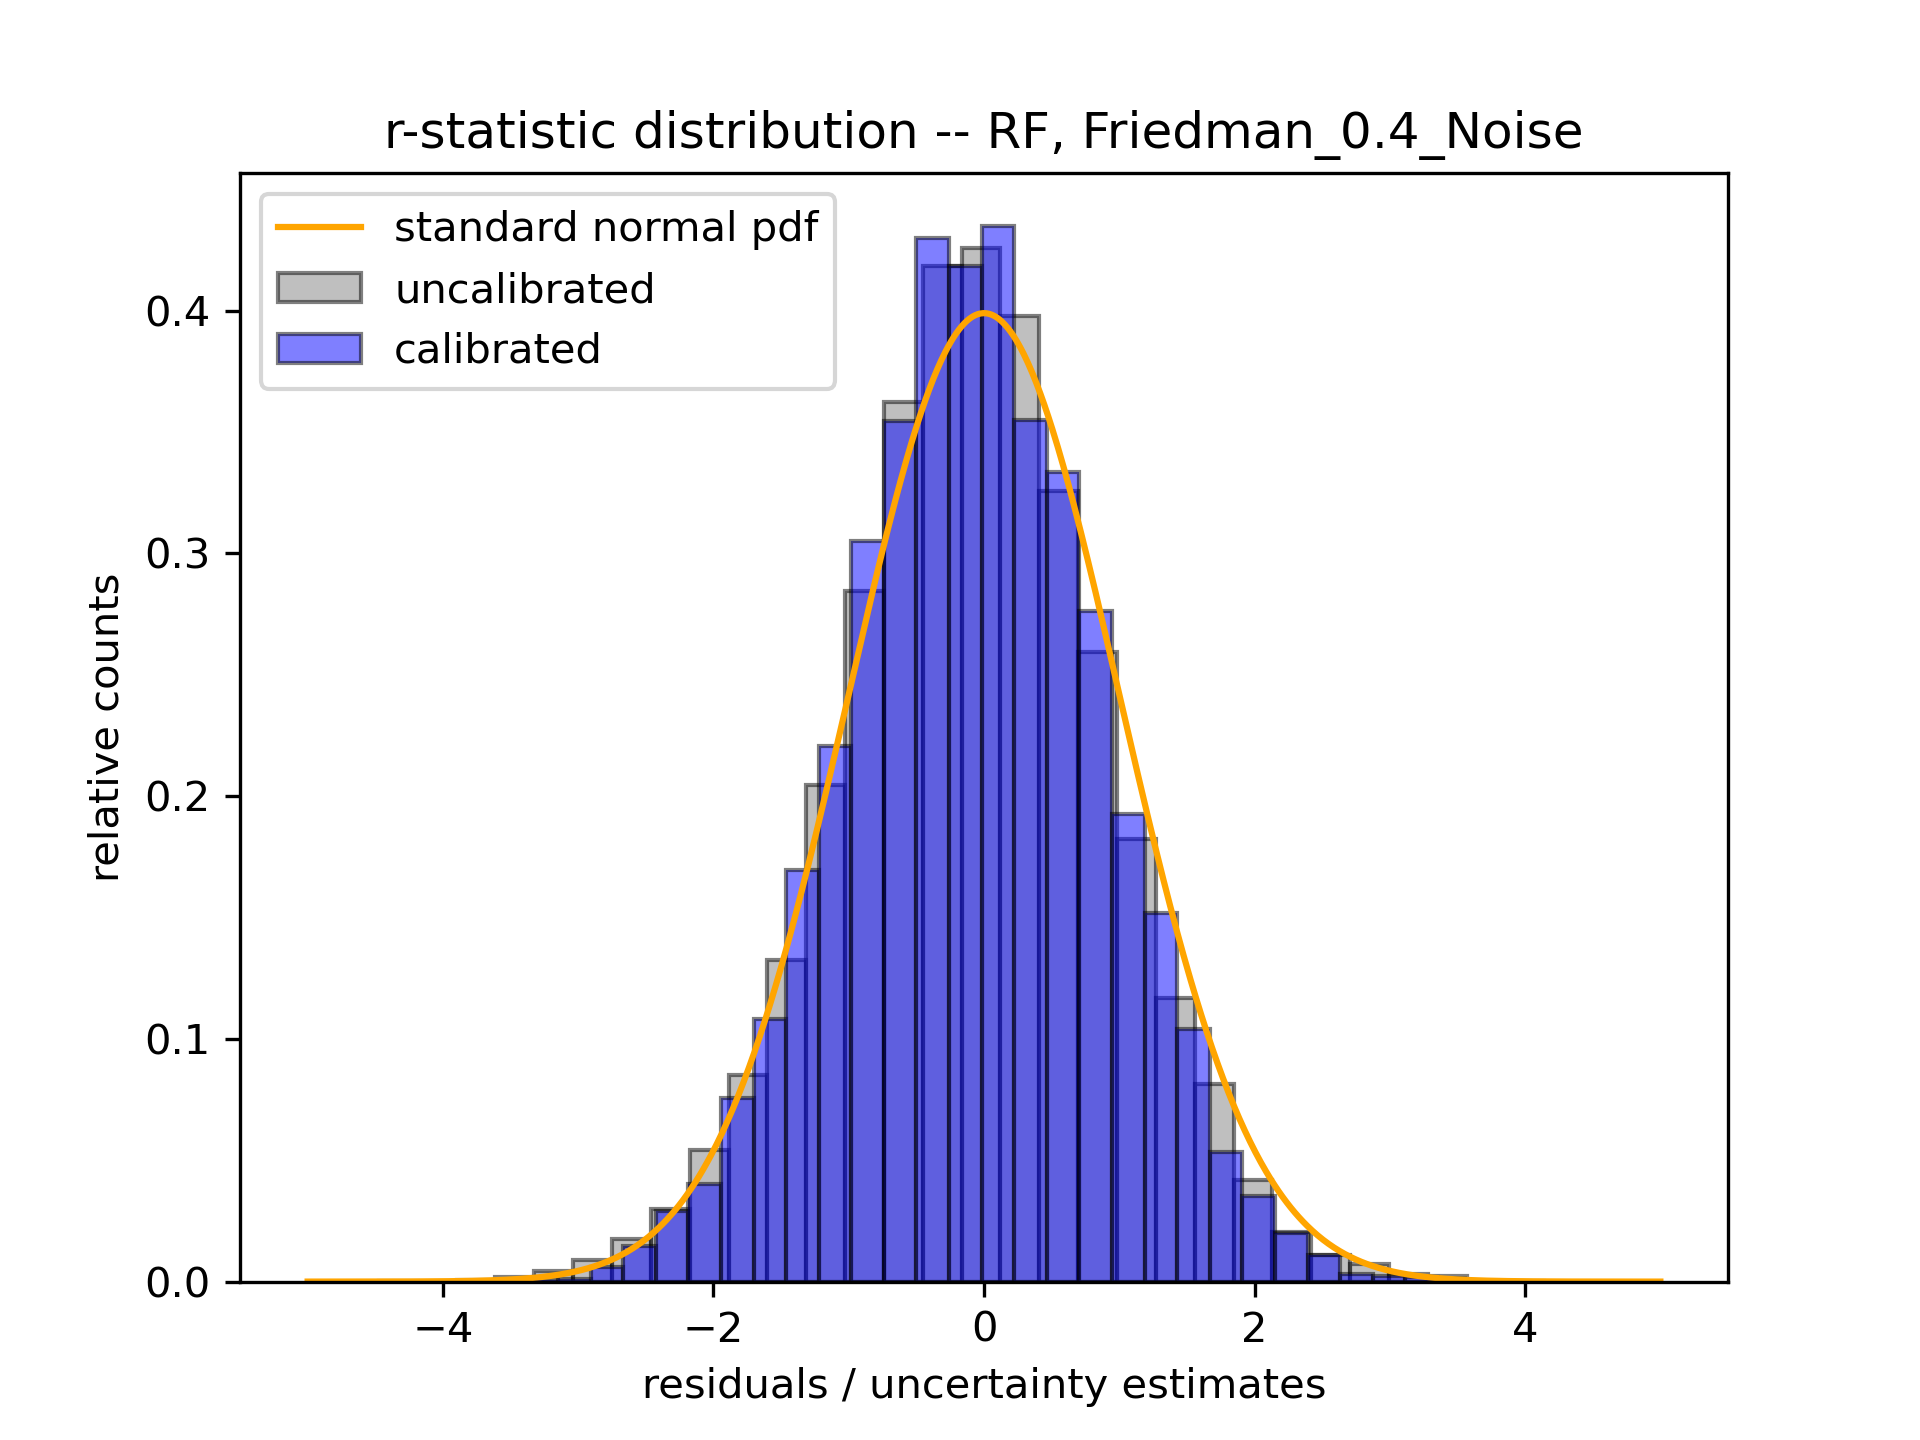 r-statistic distribution -- RF, Friedman_0.4_Noise
standard normal pdf
uncalibrated
calibrated
0.4
0.3
0.2
0.1
0.0
relative counts
−4 −2 0 2 4
residuals / uncertainty estimates